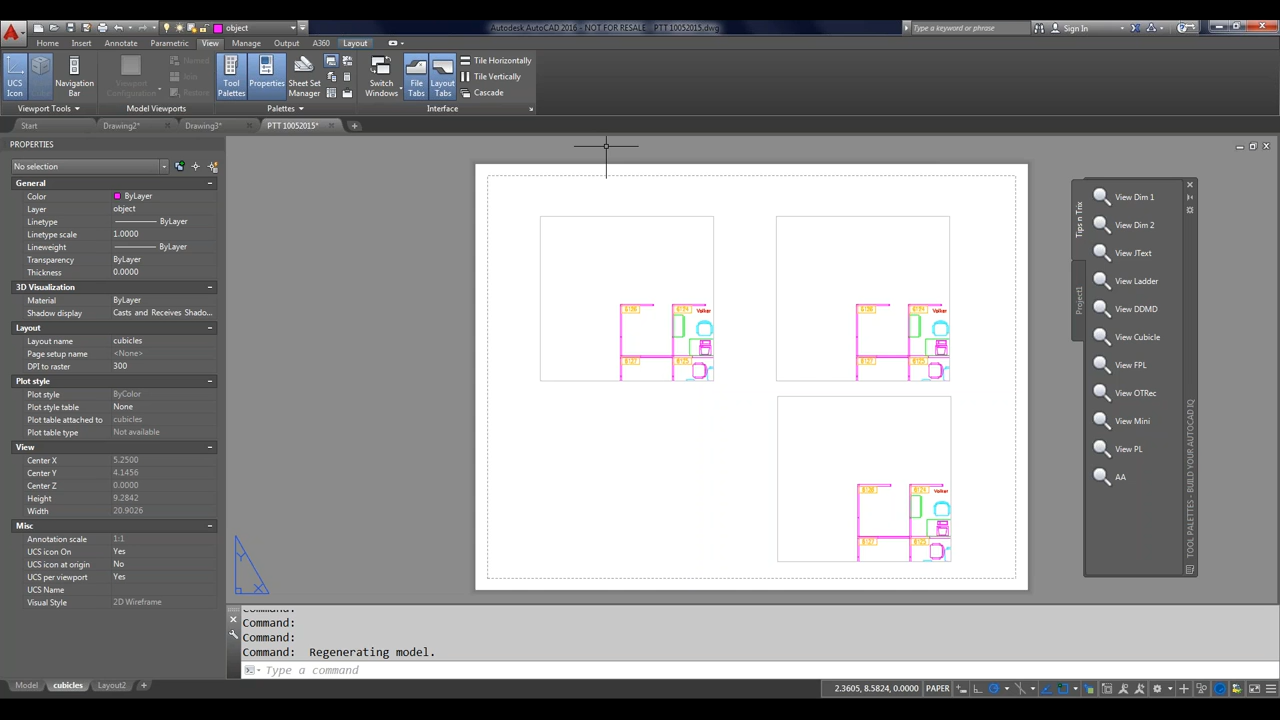 object
Autodesk AutoCAD 2016 - NOT FOR RESALE   PTT 10052015.dwg
Type a keyword or phrase
Sign In
Home Insert Annotate Parametric View Manage Output A360 Layout
UCS Icon
View Cube
Navigation Bar
Viewport Configuration
Named
Join
Restore
Tool Palettes
Properties
Sheet Set Manager
Switch Windows
File Tabs
Layout Tabs
Tile Horizontally
Tile Vertically
Cascade
Viewport Tools
Model Viewports
Palettes
Interface
Start
Drawing2*
Drawing3*
PTT 10052015*
PROPERTIES
No selection
General
Color ByLayer
Layer object
Linetype ByLayer
Linetype scale 1.0000
Lineweight ByLayer
Transparency ByLayer
Thickness 0.0000
3D Visualization
Material ByLayer
Shadow display Casts and Receives Shado...
Layout
Layout name cubicles
Page setup name <None>
DPI to raster 300
Plot style
Plot style ByColor
Plot style table None
Plot table attached to cubicles
Plot table type Not available
View
Center X 5.2500
Center Y 4.1456
Center Z 0.0000
Height 9.2842
Width 20.9026
Misc
Annotation scale 1:1
UCS icon On Yes
UCS icon at origin No
UCS per viewport Yes
UCS Name
Visual Style 2D Wireframe
Y
X
Tips n Trix
Project1
View Dim 1
View Dim 2
View JText
View Ladder
View DDMD
View Cubicle
View FPL
View OTRec
View Mini
View PL
AA
TOOL PALETTES - BUILD YOUR AUTOCAD IQ
Command:
Command:
Command:
Command:  Regenerating model.
Type a command
Model cubicles Layout2 +
2.3605, 8.5824, 0.0000 PAPER